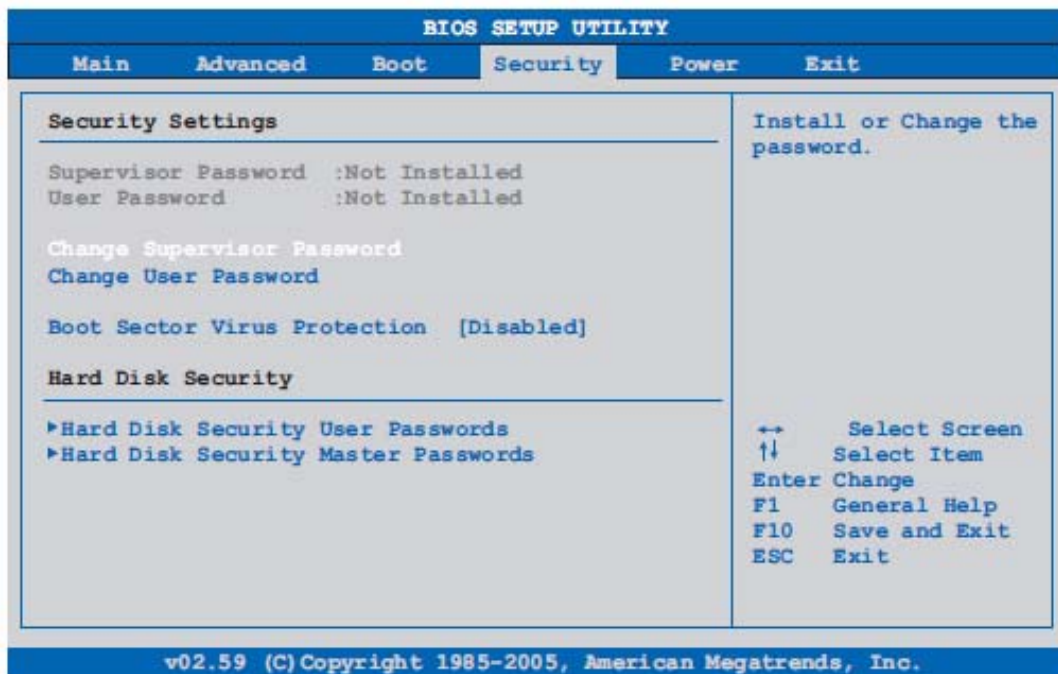 BIOS SETUP UTILITY
Main Advanced Boot Security Power Exit
Security Settings
Supervisor Password :Not Installed
User Password :Not Installed
Change Supervisor Password
Change User Password
Boot Sector Virus Protection [Disabled]
Hard Disk Security
▶Hard Disk Security User Passwords
▶Hard Disk Security Master Passwords
Install or Change the
password.
↔ Select Screen
↑↓ Select Item
Enter Change
F1 General Help
F10 Save and Exit
ESC Exit
v02.59 (C)Copyright 1985-2005, American Megatrends, Inc.